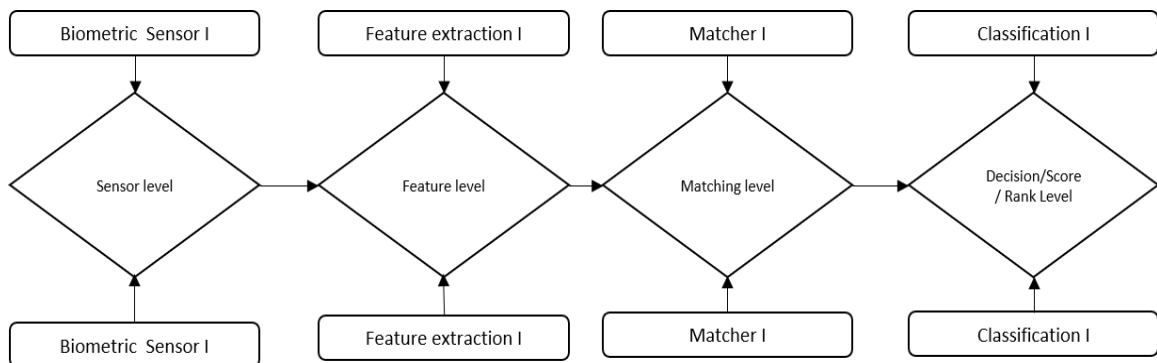 Biometric Sensor I
Feature extraction I
Matcher I
Classification I
Sensor level
Feature level
Matching level
Decision/Score
/ Rank Level
Biometric Sensor I
Feature extraction I
Matcher I
Classification I